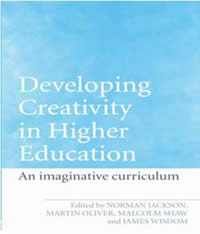 Developing
Creativity
in Higher
Education
An imaginative curriculum
Edited by NORMAN JACKSON,
MARTIN OLIVER, MALCOLM SHAW
and JAMES WISDOM